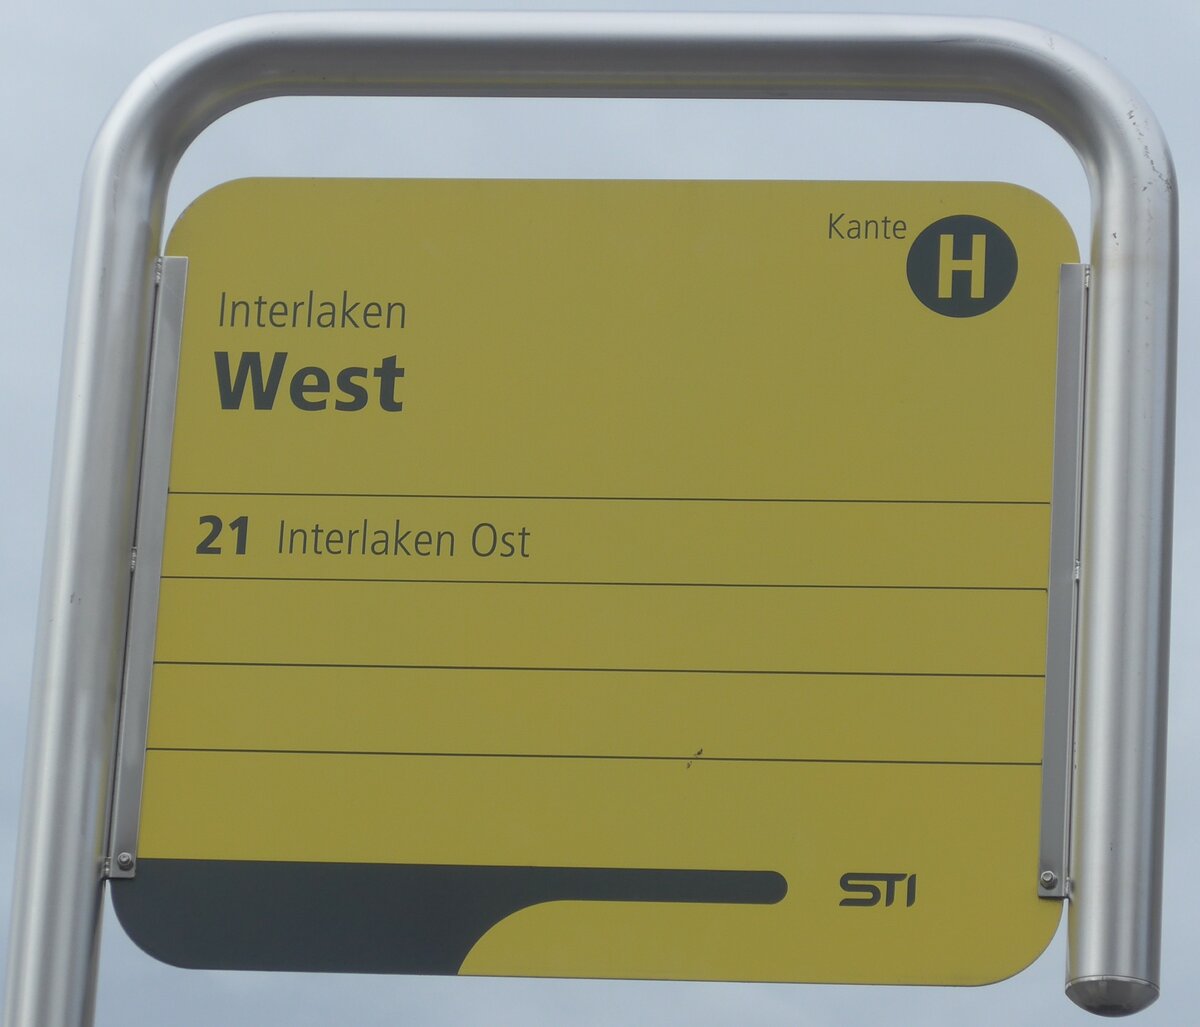 Kante H
Interlaken
West
21 Interlaken Ost
STI